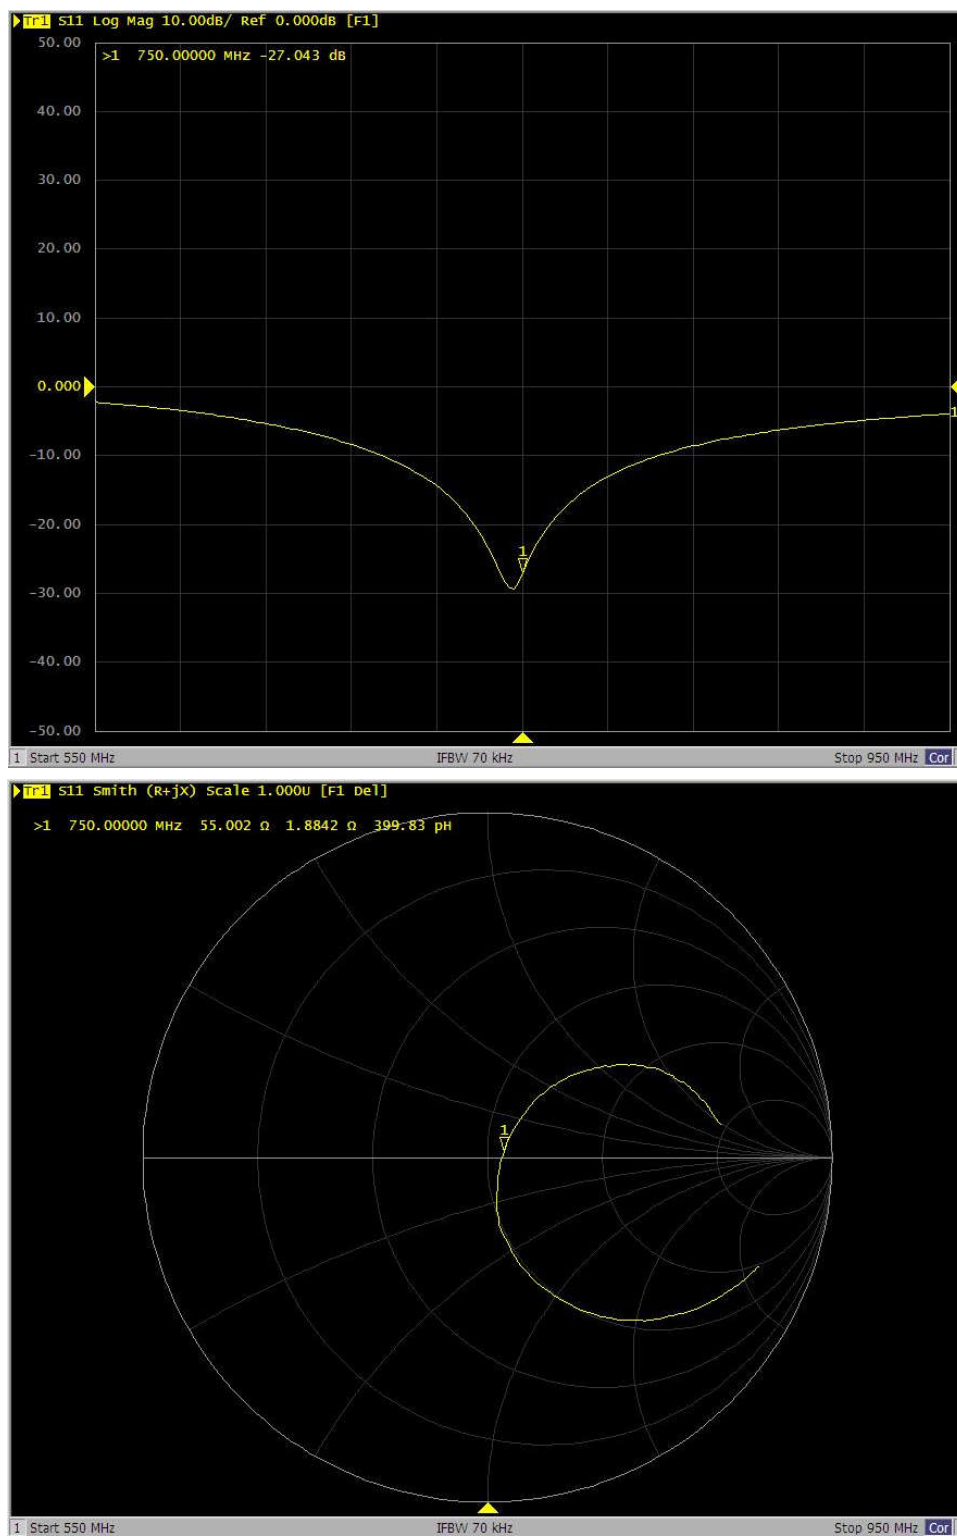 Tr1 S11 Log Mag 10.00dB/ Ref 0.000dB [F1]
50.00
>1 750.00000 MHz -27.043 dB
40.00
30.00
20.00
10.00
0.000
1
-10.00
-20.00
1
-30.00
-40.00
-50.00
1 Start 550 MHz IFBW 70 kHz Stop 950 MHz Cor
Tr1 S11 Smith (R+jX) Scale 1.000U [F1 Del]
>1 750.00000 MHz 55.002 Ω 1.8842 Ω 399.83 pH
1
1 Start 550 MHz IFBW 70 kHz Stop 950 MHz Cor